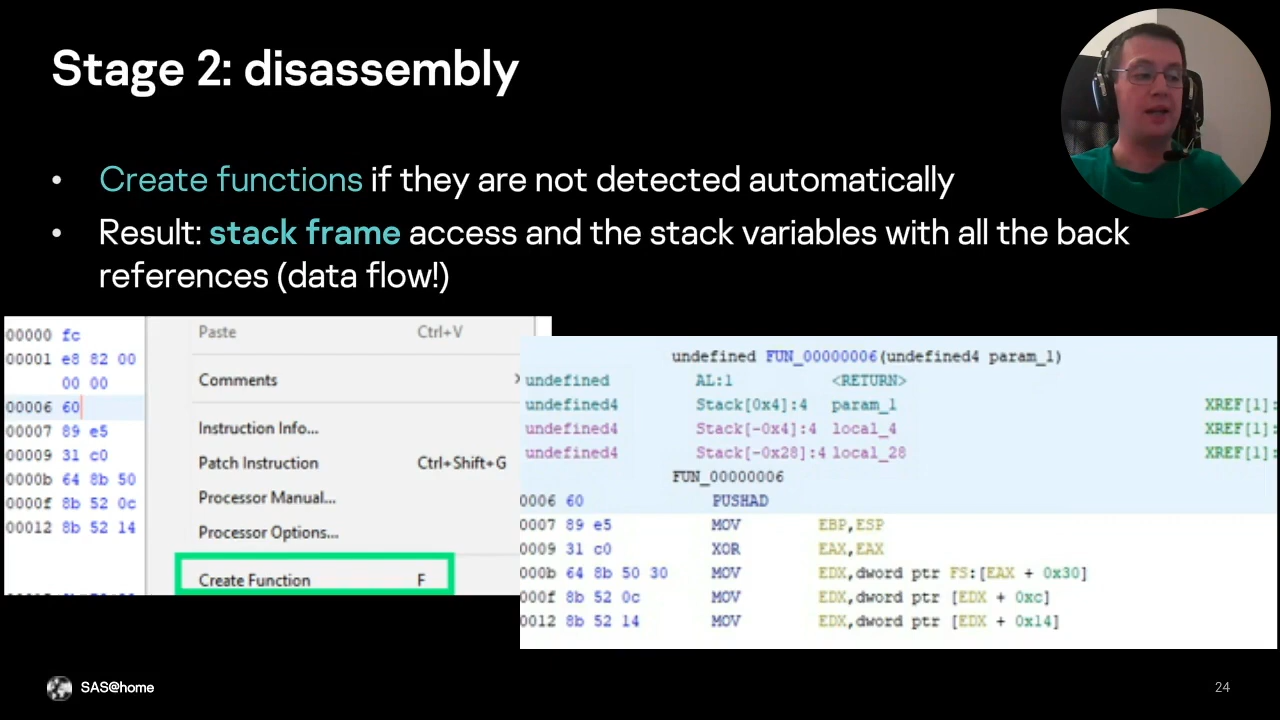 Stage 2: disassembly
• Create functions if they are not detected automatically
• Result: stack frame access and the stack variables with all the back
references (data flow!)
00000 fc
00001 e8 82 00
00 00
00006 60
00007 89 e5
00009 31 c0
0000b 64 8b 50
0000f 8b 52 0c
00012 8b 52 14
Paste Ctrl+V
Comments >
Instruction Info...
Patch Instruction Ctrl+Shift+G
Processor Manual...
Processor Options...
Create Function F
undefined FUN_00000006(undefined4 param_1)
undefined AL:1 <RETURN>
undefined4 Stack[0x4]:4 param_1 XREF[1]:
undefined4 Stack[-0x4]:4 local_4 XREF[1]:
undefined4 Stack[-0x28]:4 local_28 XREF[1]:
FUN_00000006
0006 60 PUSHAD
0007 89 e5 MOV EBP,ESP
0009 31 c0 XOR EAX,EAX
000b 64 8b 50 30 MOV EDX,dword ptr FS:[EAX + 0x30]
000f 8b 52 0c MOV EDX,dword ptr [EDX + 0xc]
0012 8b 52 14 MOV EDX,dword ptr [EDX + 0x14]
SAS@home
24